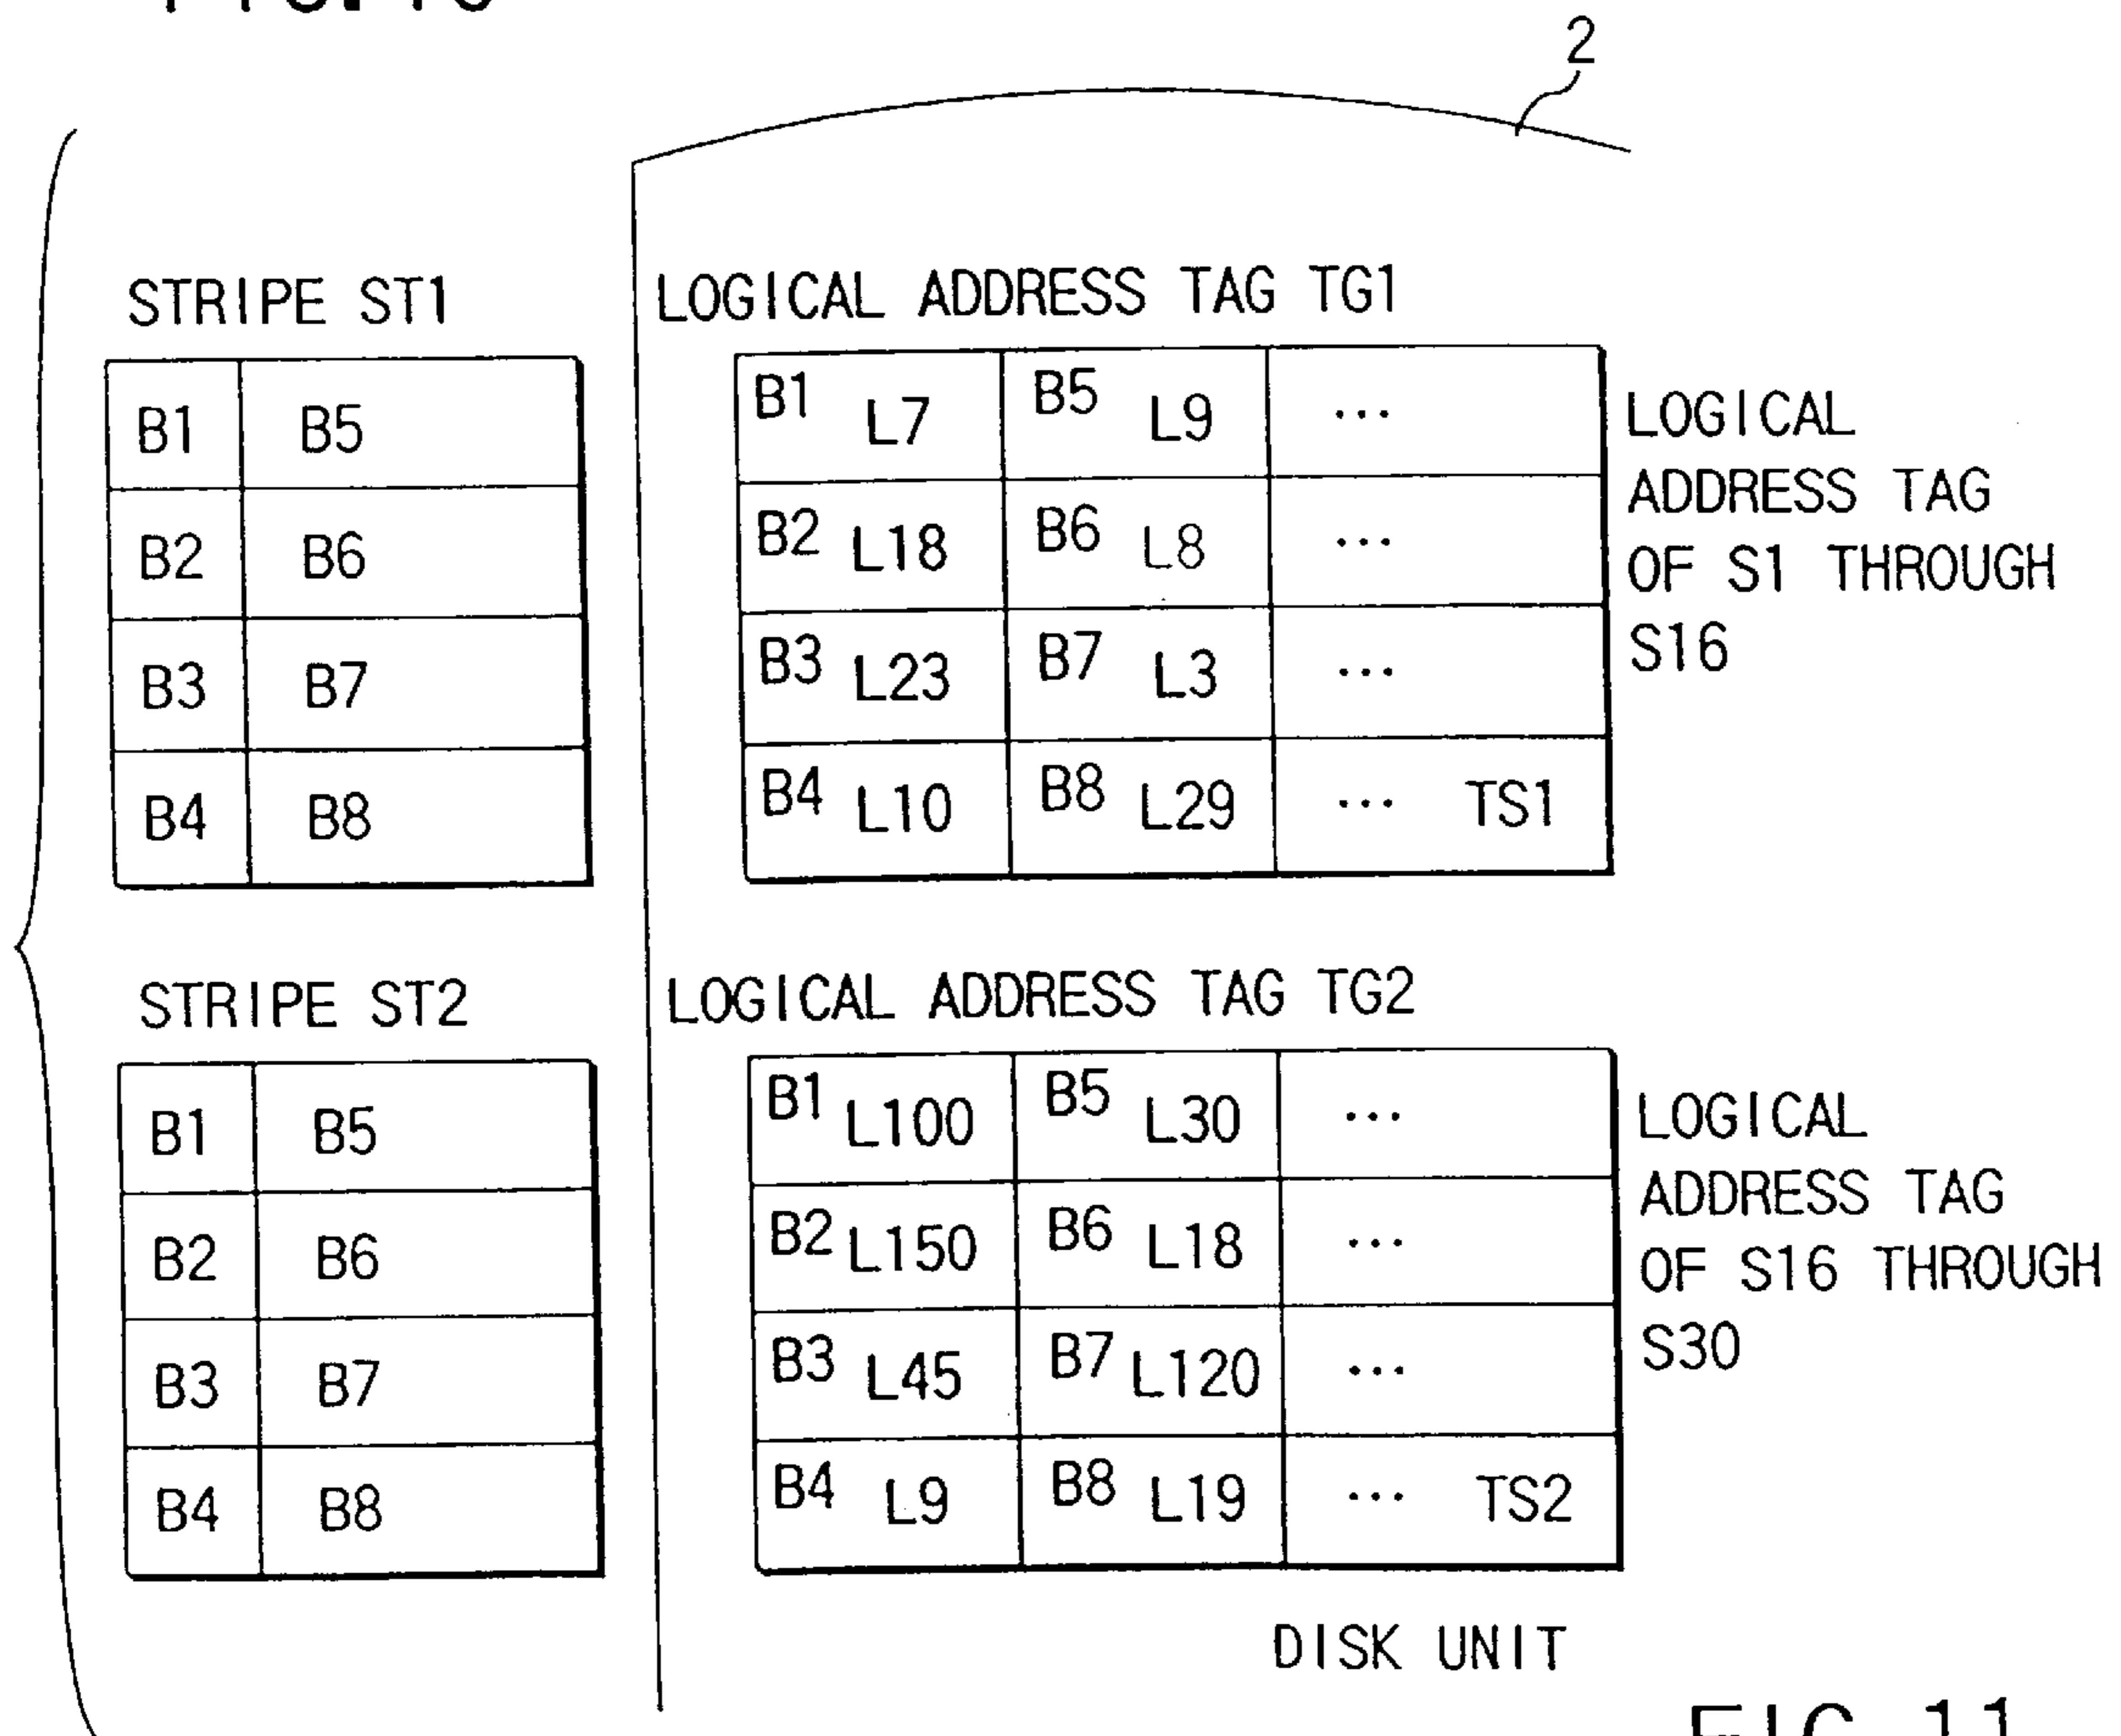 2
STRIPE ST1
B1 B5
B2 B6
B3 B7
B4 B8
LOGICAL ADDRESS TAG TG1
B1 L7 B5 L9 ...
B2 L18 B6 L8 ...
B3 L23 B7 L3 ...
B4 L10 B8 L29 ... TS1
LOGICAL
ADDRESS TAG
OF S1 THROUGH
S16
STRIPE ST2
B1 B5
B2 B6
B3 B7
B4 B8
LOGICAL ADDRESS TAG TG2
B1 L100 B5 L30 ...
B2 L150 B6 L18 ...
B3 L45 B7 L120 ...
B4 L9 B8 L19 ... TS2
LOGICAL
ADDRESS TAG
OF S16 THROUGH
S30
DISK UNIT
FIG.11